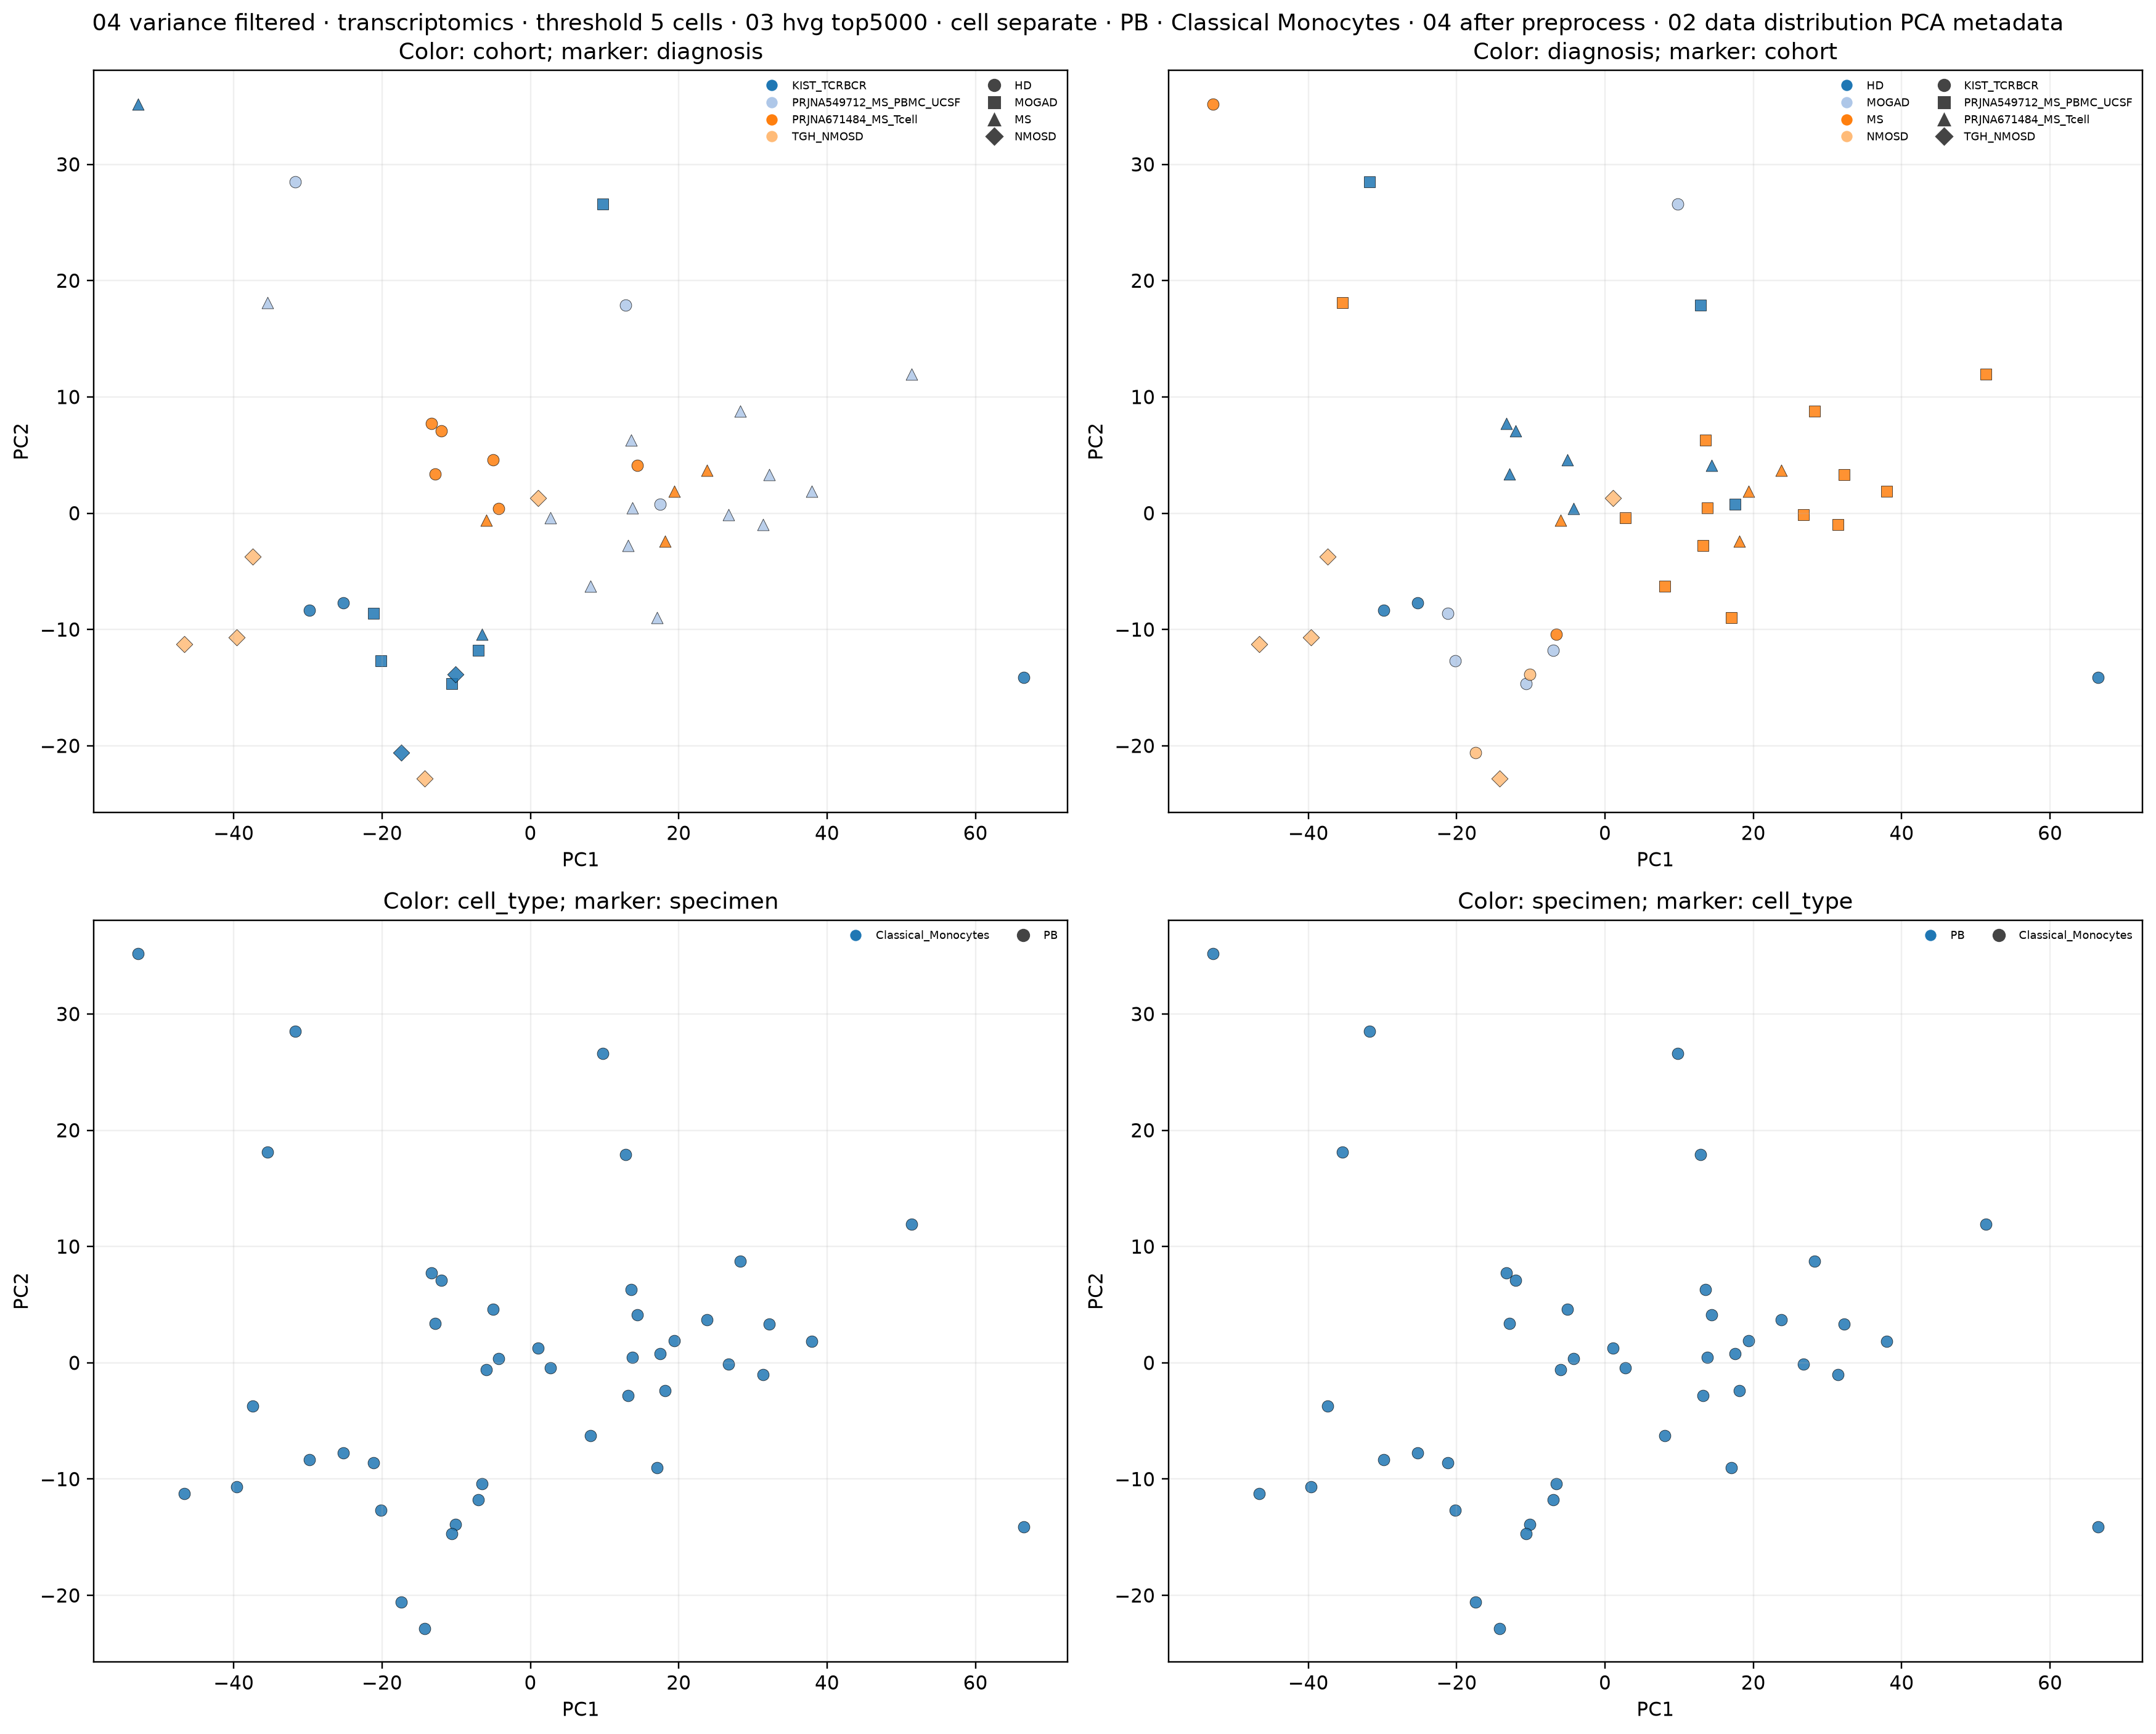 04 variance filtered · transcriptomics · threshold 5 cells · 03 hvg top5000 · cell separate · PB · Classical Monocytes · 04 after preprocess · 02 data distribution PCA metadata
Color: cohort; marker: diagnosis
KIST_TCRBCR
PRJNA549712_MS_PBMC_UCSF
PRJNA671484_MS_Tcell
TGH_NMOSD
HD
MOGAD
MS
NMOSD
30
20
10
0
−10
−20
PC2
−40
−20
0
20
40
60
PC1
Color: diagnosis; marker: cohort
HD
MOGAD
MS
NMOSD
KIST_TCRBCR
PRJNA549712_MS_PBMC_UCSF
PRJNA671484_MS_Tcell
TGH_NMOSD
30
20
10
0
−10
−20
PC2
−40
−20
0
20
40
60
PC1
Color: cell_type; marker: specimen
Classical_Monocytes
PB
30
20
10
0
−10
−20
PC2
−40
−20
0
20
40
60
PC1
Color: specimen; marker: cell_type
PB
Classical_Monocytes
30
20
10
0
−10
−20
PC2
−40
−20
0
20
40
60
PC1